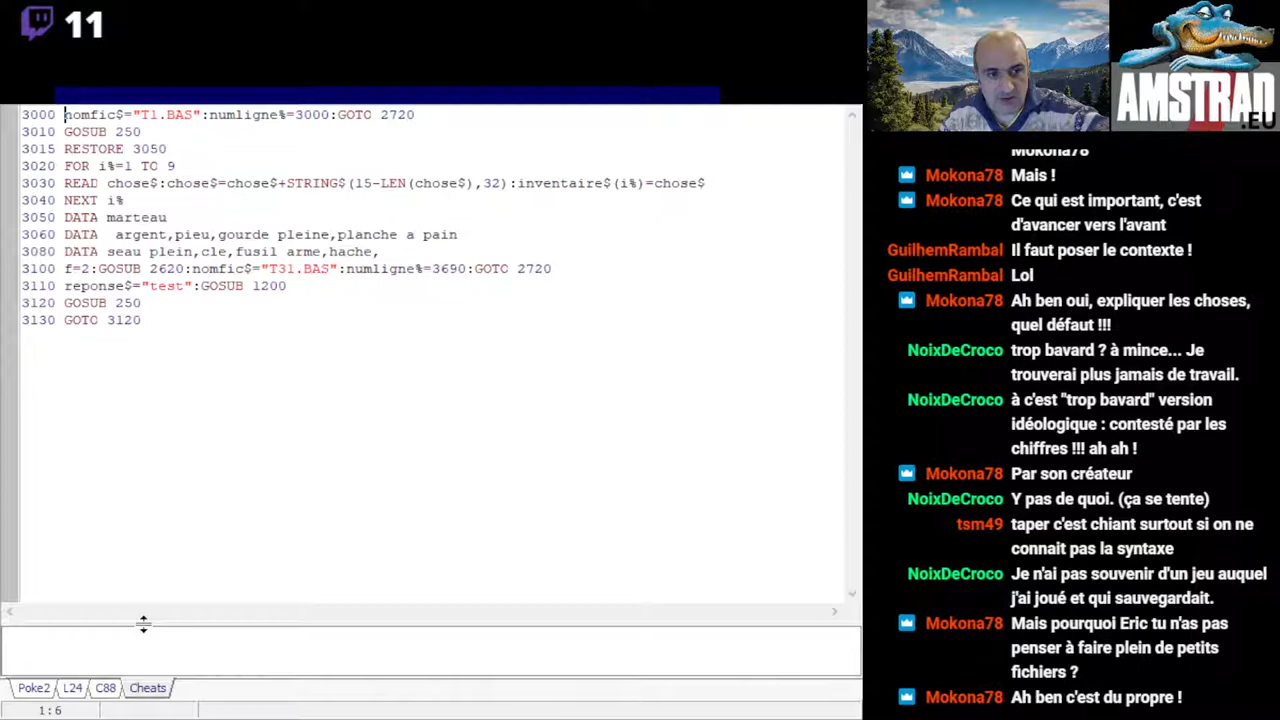 11
AMSTRAD
.EU
3000 nomfic$="T1.BAS":numligne%=3000:GOTO 2720
3010 GOSUB 250
3015 RESTORE 3050
3020 FOR i%=1 TO 9
3030 READ chose$:chose$=chose$+STRING$(15-LEN(chose$),32):inventaire$(i%)=chose$
3040 NEXT i%
3050 DATA marteau
3060 DATA  argent,pieu,gourde pleine,planche a pain
3080 DATA seau plein,cle,fusil arme,hache,
3100 f=2:GOSUB 2620:nomfic$="T31.BAS":numligne%=3690:GOTO 2720
3110 reponse$="test":GOSUB 1200
3120 GOSUB 250
3130 GOTO 3120
Poke2 L24 C88 Cheats
1:6
Mokona78
Mokona78 Mais !
Mokona78 Ce qui est important, c'est
d'avancer vers l'avant
GuilhemRambal Il faut poser le contexte !
GuilhemRambal Lol
Mokona78 Ah ben oui, expliquer les choses,
quel défaut !!!
NoixDeCroco trop bavard ? à mince... Je
trouverai plus jamais de travail.
NoixDeCroco à c'est "trop bavard" version
idéologique : contesté par les
chiffres !!! ah ah !
Mokona78 Par son créateur
NoixDeCroco Y pas de quoi. (ça se tente)
tsm49 taper c'est chiant surtout si on ne
connait pas la syntaxe
NoixDeCroco Je n'ai pas souvenir d'un jeu auquel
j'ai joué et qui sauvegardait.
Mokona78 Mais pourquoi Eric tu n'as pas
penser à faire plein de petits
fichiers ?
Mokona78 Ah ben c'est du propre !